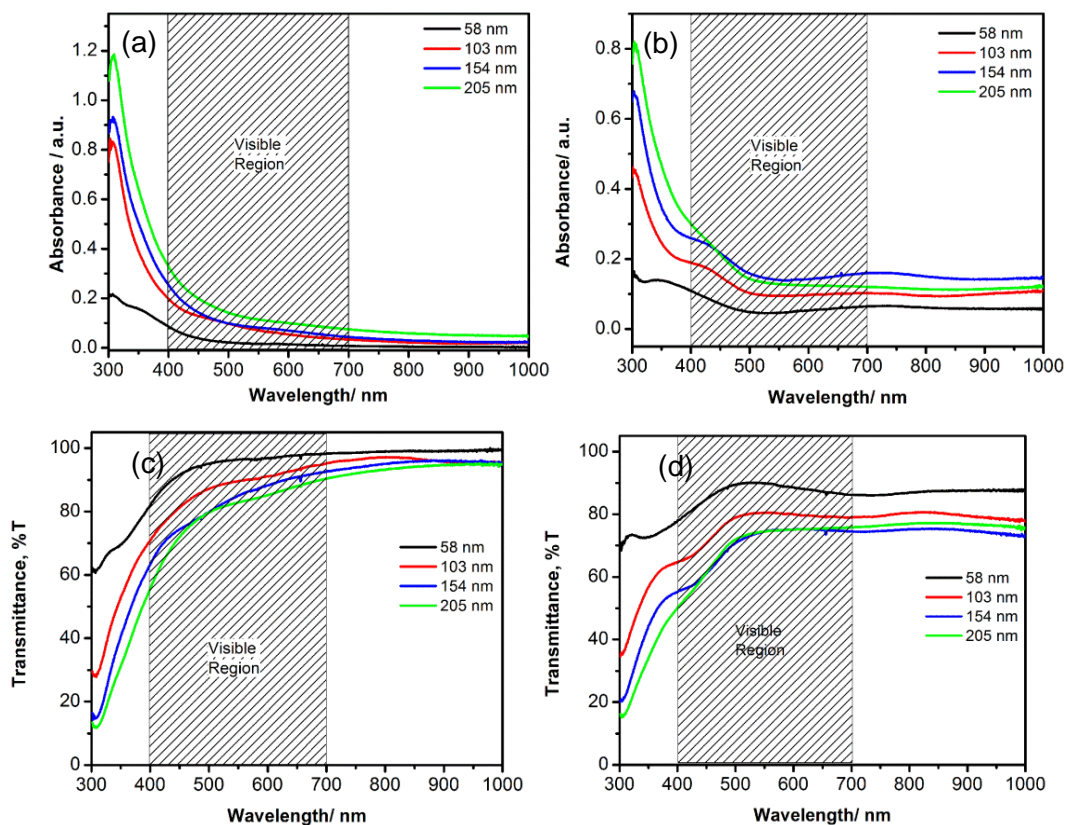 (a)
58 nm
103 nm
154 nm
205 nm
Visible
Region
1.2
1.0
0.8
0.6
0.4
0.2
0.0
Absorbance / a.u.
300 400 500 600 700 800 900 1000
Wavelength/ nm
(b)
58 nm
103 nm
154 nm
205 nm
Visible
Region
0.8
0.6
0.4
0.2
0.0
Absorbance/ a.u.
300 400 500 600 700 800 900 1000
Wavelength/ nm
(c)
58 nm
103 nm
154 nm
205 nm
Visible
Region
100
80
60
40
20
0
Transmittance, %T
300 400 500 600 700 800 900 1000
Wavelength/ nm
(d)
58 nm
103 nm
154 nm
205 nm
Visible
Region
100
80
60
40
20
0
Transmittance, %T
300 400 500 600 700 800 900 1000
Wavelength/ nm